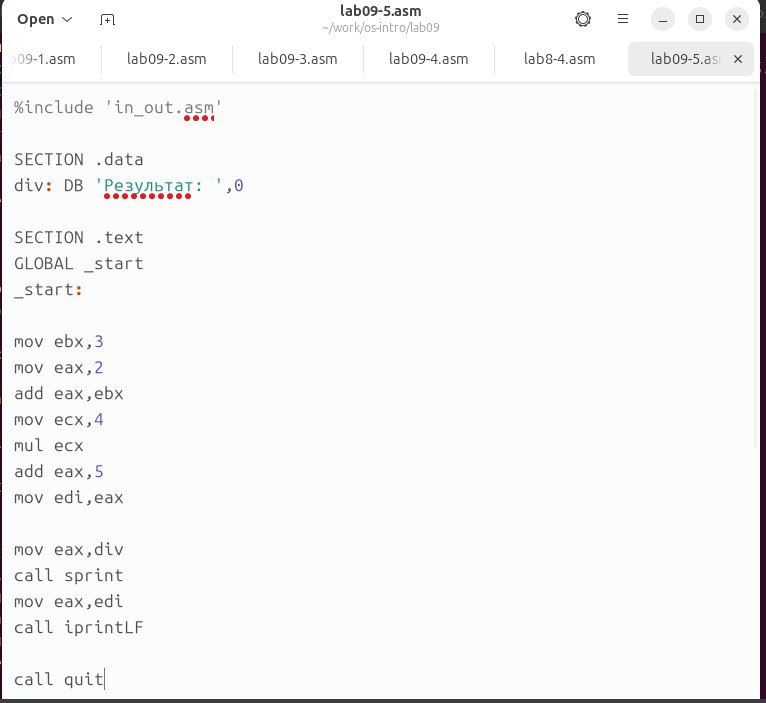 Open
lab09-5.asm
~/work/os-intro/lab09
09-1.asm
lab09-2.asm
lab09-3.asm
lab09-4.asm
lab8-4.asm
lab09-5.as
%include 'in_out.asm'
SECTION .data
div: DB 'Результат: ',0
SECTION .text
GLOBAL _start
_start:
mov ebx,3
mov eax,2
add eax,ebx
mov ecx,4
mul ecx
add eax,5
mov edi,eax
mov eax,div
call sprint
mov eax,edi
call iprintLF
call quit